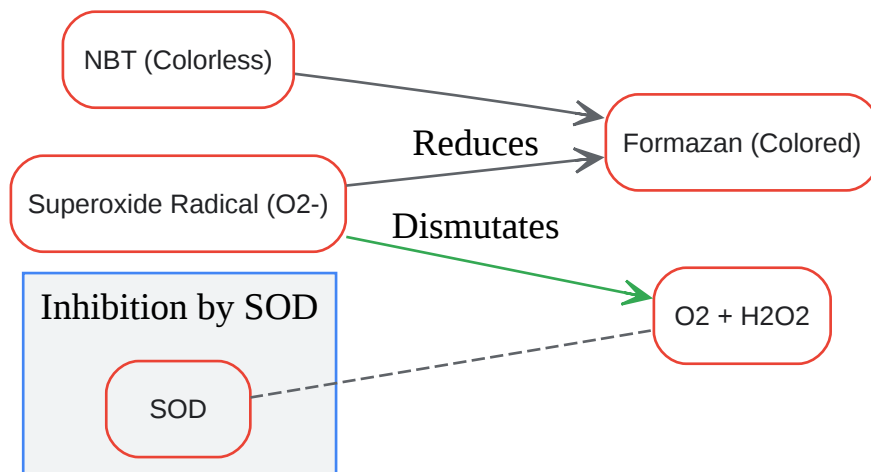 NBT (Colorless)
Formazan (Colored)
Reduces
Superoxide Radical (O2-)
Dismutates
Inhibition by SOD
O2 + H2O2
SOD